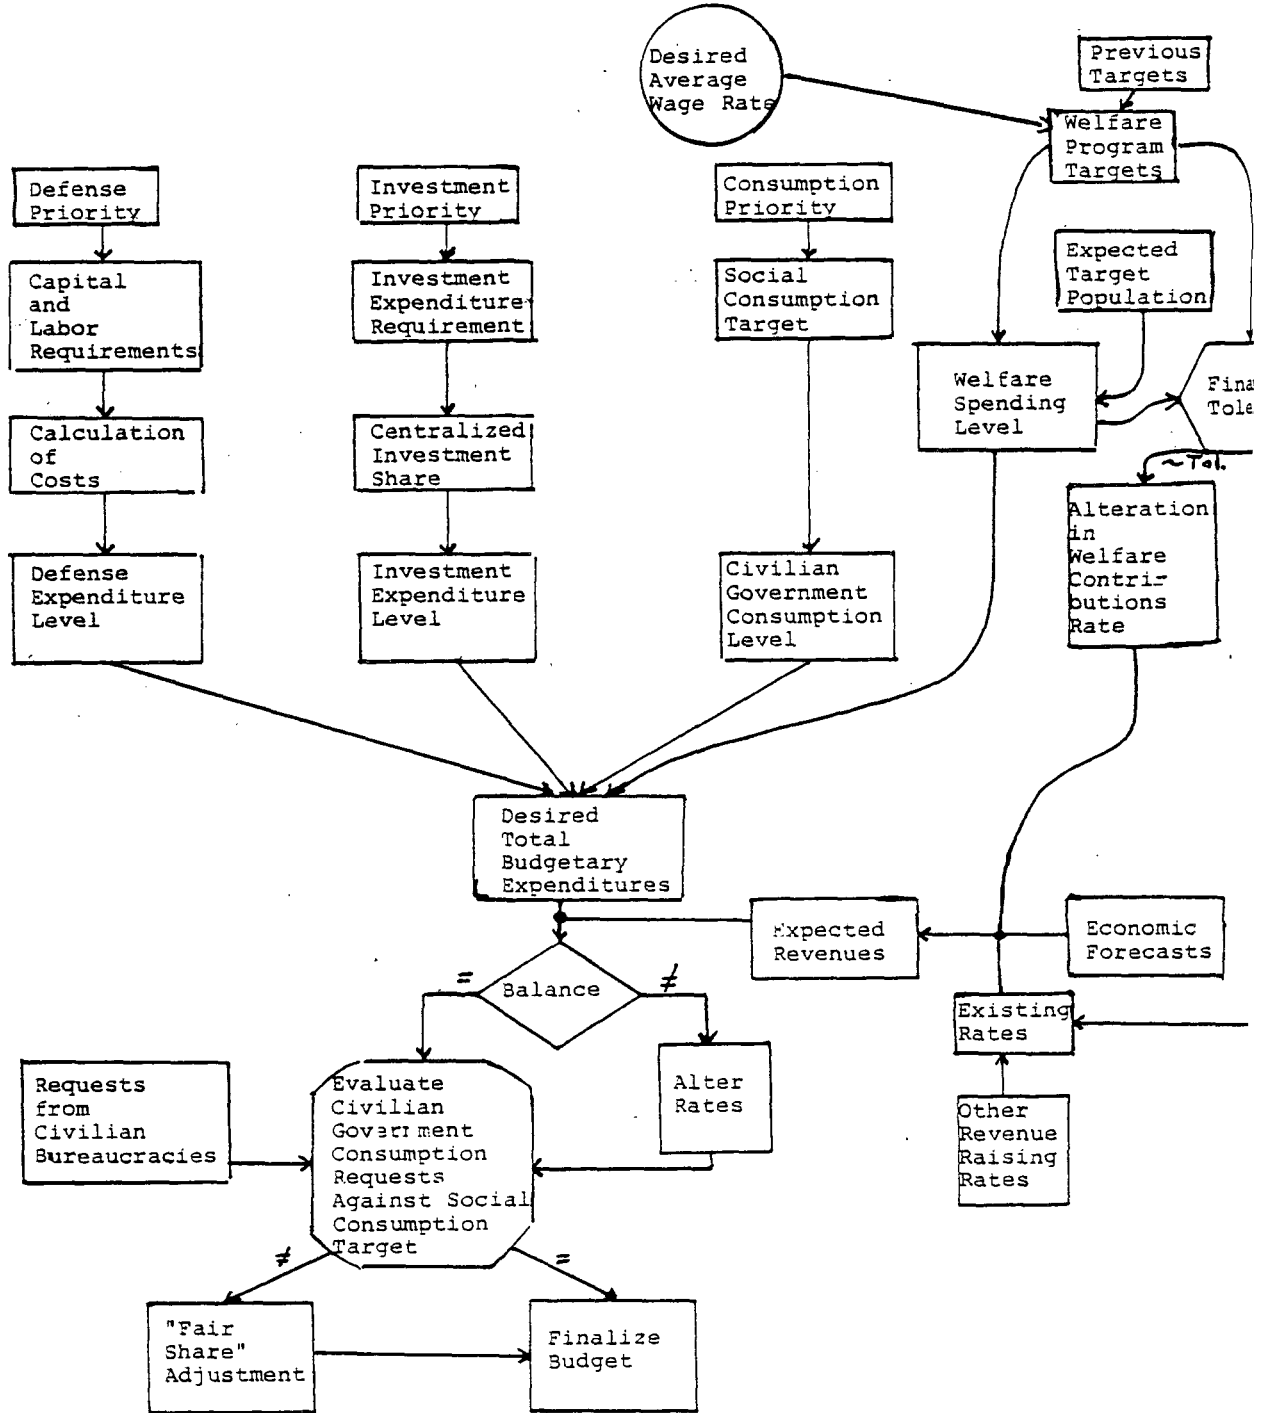 Desired
Average
Wage Rate
Previous
Targets
Welfare
Program
Targets
Defense
Priority
Investment
Priority
Consumption
Priority
Expected
Target
Population
Capital
and
Labor
Requirements
Investment
Expenditure
Requirement
Social
Consumption
Target
Welfare
Spending
Level
Fina
Tole
~Tol.
Calculation
of
Costs
Centralized
Investment
Share
Alteration
in
Welfare
Contri-
butions
Rate
Defense
Expenditure
Level
Investment
Expenditure
Level
Civilian
Government
Consumption
Level
Desired
Total
Budgetary
Expenditures
Expected
Revenues
Economic
Forecasts
=
Balance
≠
Existing
Rates
Requests
from
Civilian
Bureaucracies
Evaluate
Civilian
Government
Consumption
Requests
Against Social
Consumption
Target
Alter
Rates
Other
Revenue
Raising
Rates
≠
=
"Fair
Share"
Adjustment
Finalize
Budget